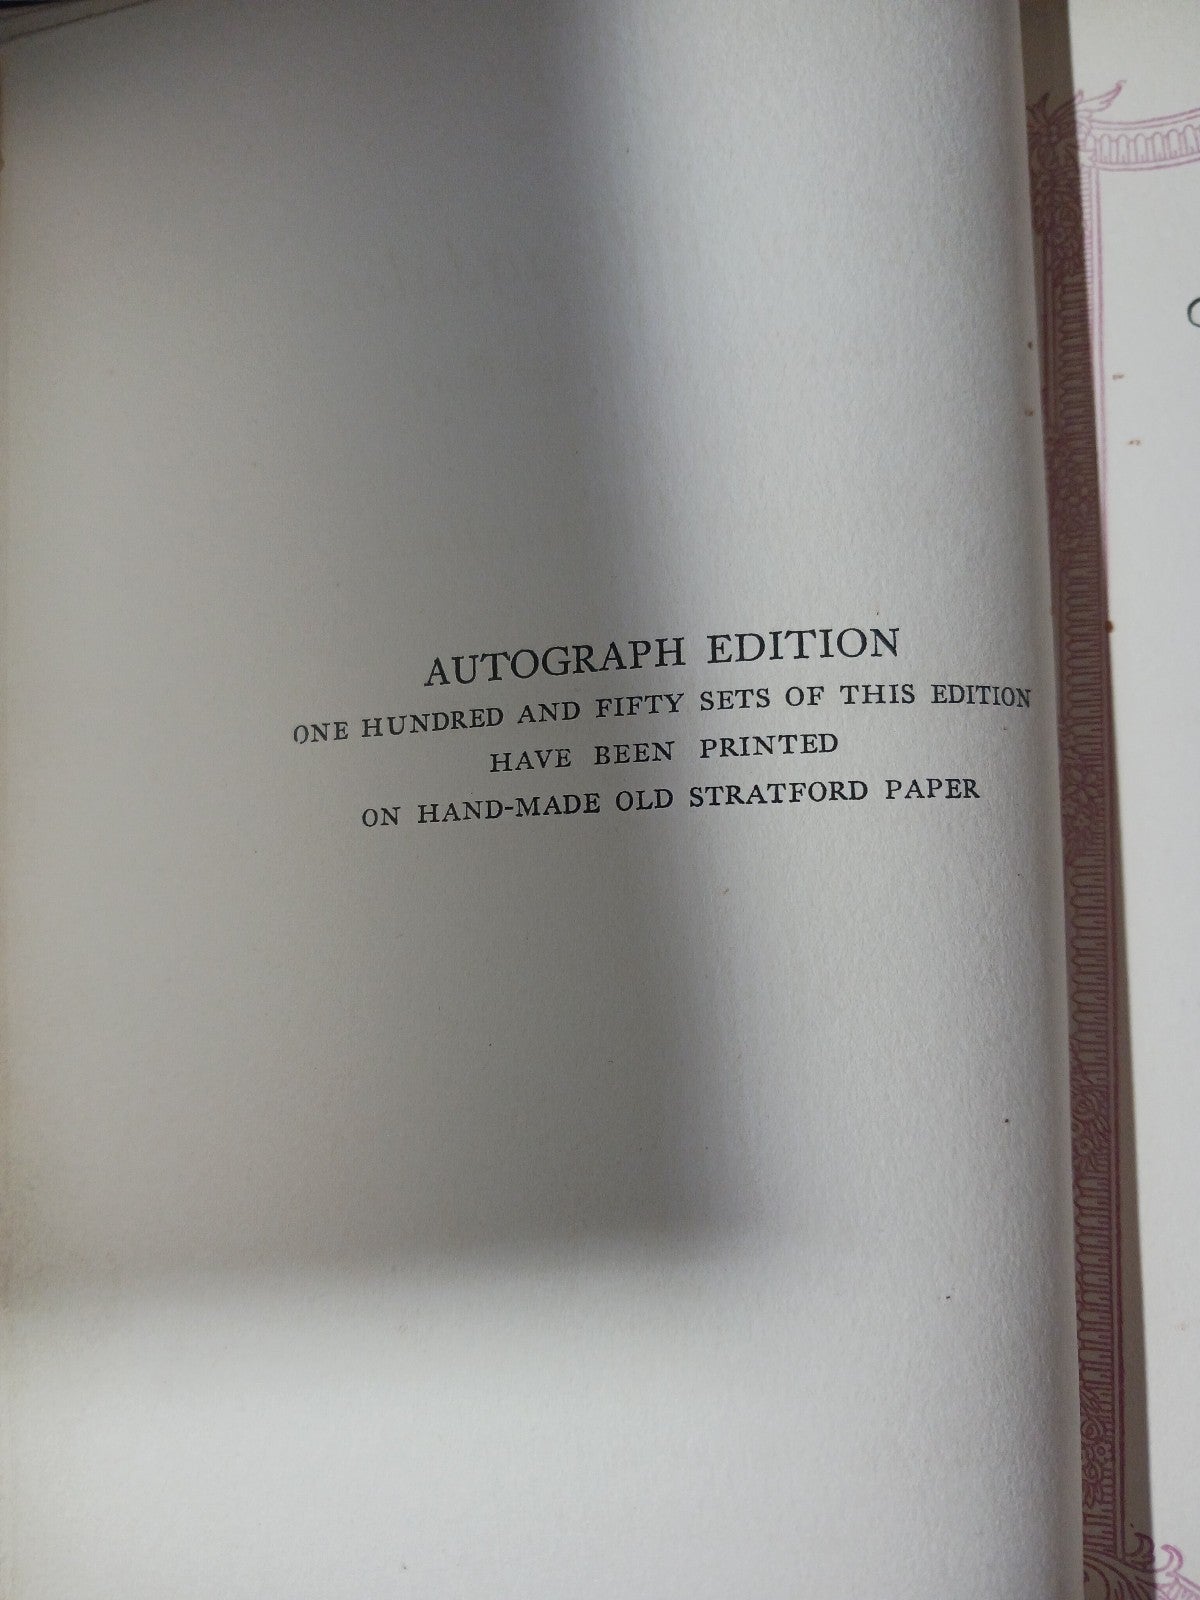 AUTOGRAPH EDITION
ONE HUNDRED AND FIFTY SETS OF THIS EDITION
HAVE BEEN PRINTED
ON HAND-MADE OLD STRATFORD PAPER